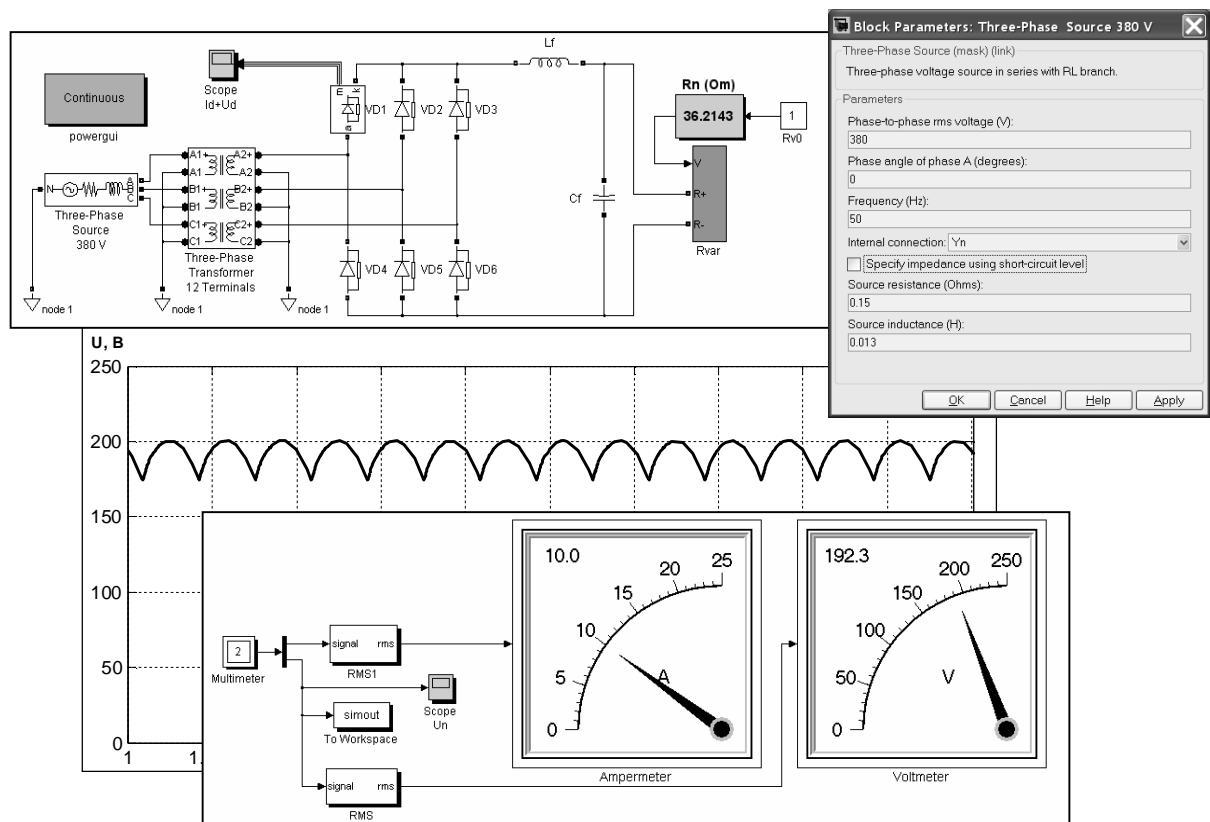 Lf
Scope
Id+Ud
Continuous
powergui
m
k
a
VD1
VD2
VD3
Rn (Om)
36.2143
1
Rv0
A1+
A2+
A1
A2
B1+
B2+
B1
B2
C1+
C2+
C1
C2
N
A
B
C
Three-Phase
Source
380 V
Three-Phase
Transformer
12 Terminals
Cf
V
R+
R-
Rvar
VD4
VD5
VD6
node 1
node 1
node 1
Block Parameters: Three-Phase Source 380 V
Three-Phase Source (mask) (link)
Three-phase voltage source in series with RL branch.
Parameters
Phase-to-phase rms voltage (V):
380
Phase angle of phase A (degrees):
0
Frequency (Hz):
50
Internal connection: Yn
Specify impedance using short-circuit level
Source resistance (Ohms):
0.15
Source inductance (H):
0.013
OK Cancel Help Apply
U, B
250
200
150
100
50
0
1
1.
2
Multimeter
signal rms
RMS1
Scope
Un
simout
To Workspace
signal rms
RMS
10.0
0
5
10
15
20
25
A
Ampermeter
192.3
0
50
100
150
200
250
V
Voltmeter